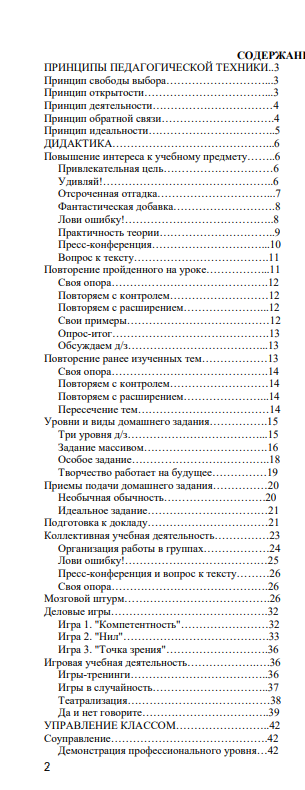 СОДЕРЖАНИ
ПРИНЦИПЫ ПЕДАГОГИЧЕСКОЙ ТЕХНИКИ..3
Принцип свободы выбора……………………...3
Принцип открытости…………………………..3
Принцип деятельности………………………...4
Принцип обратной связи……………………...4
Принцип идеальности………………………….5
ДИДАКТИКА…………………………………..6
Повышение интереса к учебному предмету……..6
Привлекательная цель………………………6
Удивляй!……………………………………..6
Отсроченная отгадка………………………..7
Фантастическая добавка……………………8
Лови ошибку!………………………………..8
Практичность теории……………………….9
Пресс-конференция………………………..10
Вопрос к тексту……………………………11
Повторение пройденного на уроке……………...11
Своя опора…………………………………12
Повторяем с контролем……………………12
Повторяем с расширением………………...12
Свои примеры……………………………...12
Опрос-итог…………………………………13
Обсуждаем д/з……………………………..13
Повторение ранее изученных тем………………13
Своя опора…………………………………14
Повторяем с контролем……………………14
Повторяем с расширением………………...14
Пересечение тем…………………………...14
Уровни и виды домашнего задания……………..15
Три уровня д/з……………………………...15
Задание массивом………………………….16
Особое задание…………………………….18
Творчество работает на будущее…………19
Приемы подачи домашнего задания……………20
Необычная обычность…………………….20
Идеальное задание………………………...21
Подготовка к докладу……………………………21
Коллективная учебная деятельность……………23
Организация работы в группах…………...24
Лови ошибку!………………………………25
Пресс-конференция и вопрос к тексту……26
Своя опора…………………………………26
Мозговой штурм…………………………………26
Деловые игры…………………………………….32
Игра 1. "Компетентность"…………………32
Игра 2. "Нил"………………………………33
Игра 3. "Точка зрения"…………………….36
Игровая учебная деятельность………………….36
Игры-тренинги……………………………..36
Игры в случайность………………………..37
Театрализация……………………………...38
Да и нет говорите…………………………..39
УПРАВЛЕНИЕ КЛАССОМ……………………42
Соуправление…………………………………….42
Демонстрация профессионального уровня…42
2